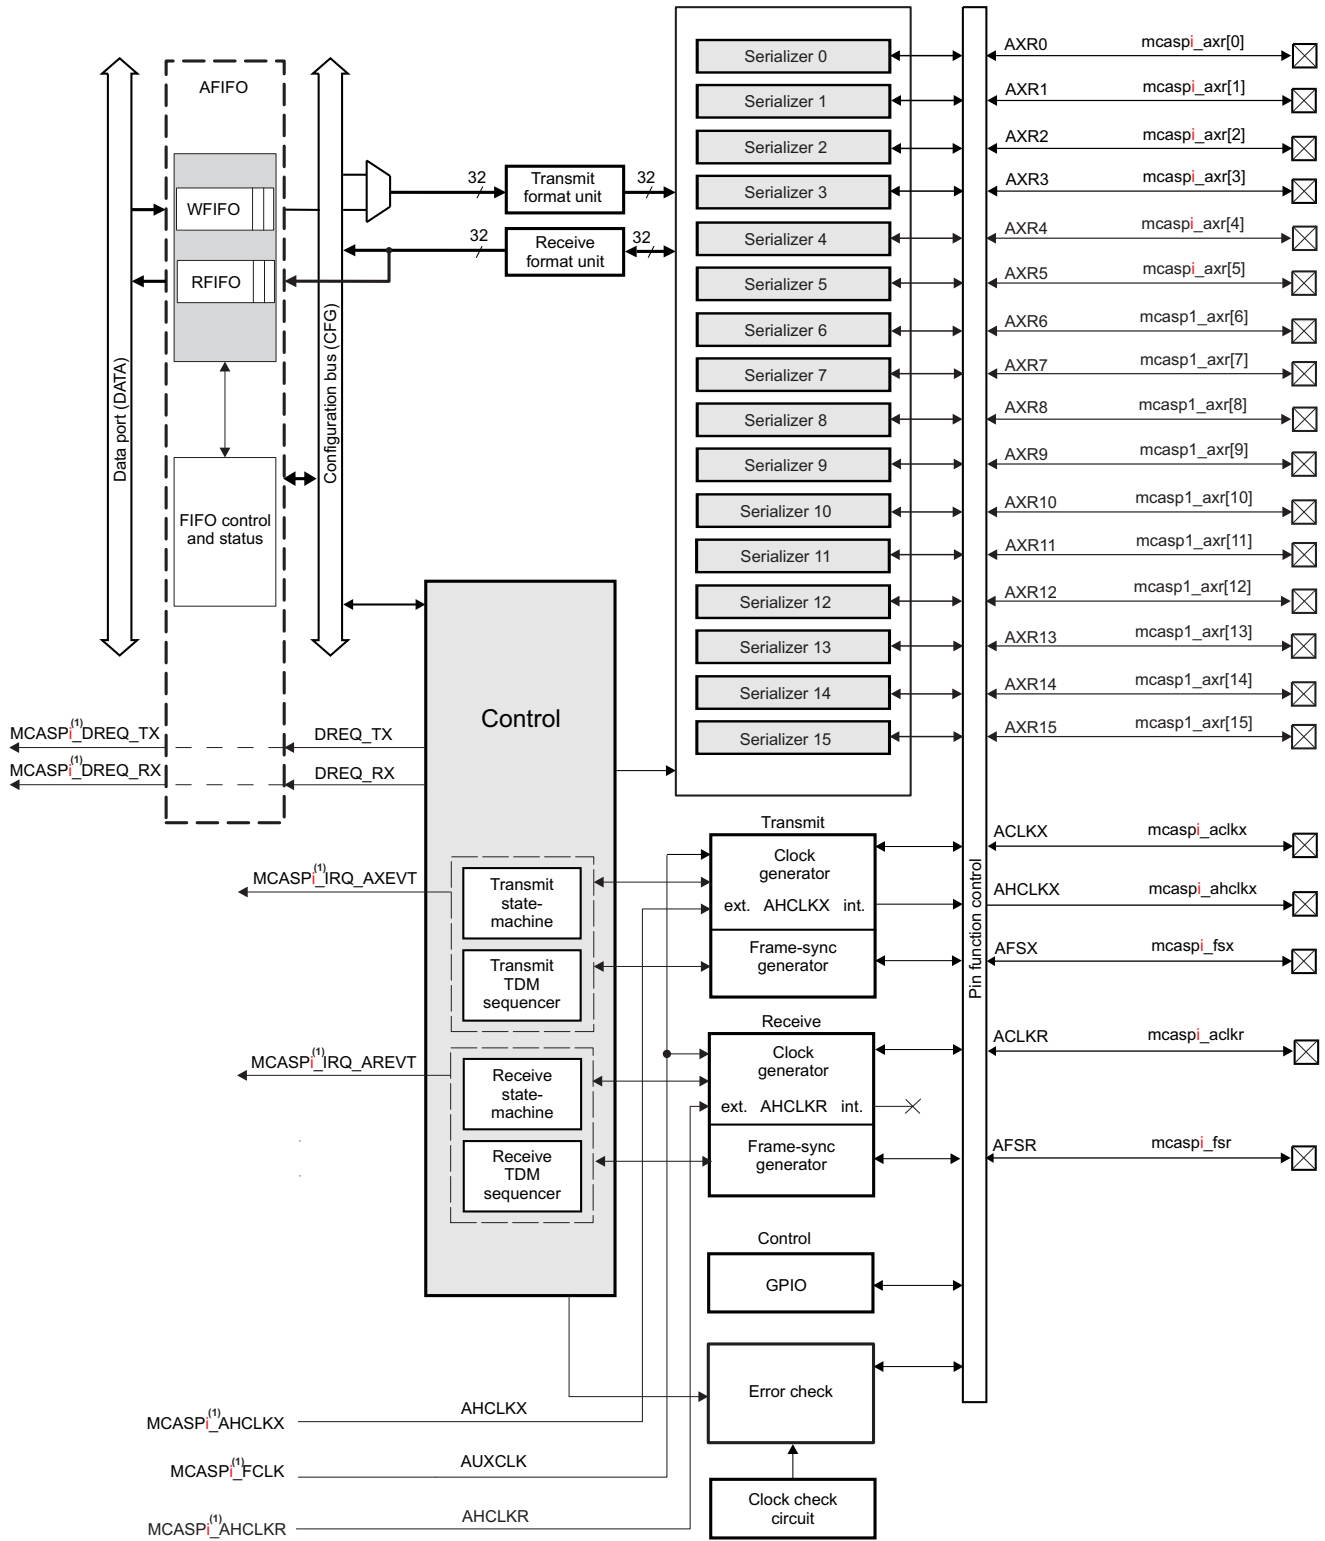 AFIFO
WFIFO
RFIFO
Data port (DATA)
Configuration bus (CFG)
FIFO control
and status
32
Transmit
format unit
32
32
Receive
format unit
32
Serializer 0
Serializer 1
Serializer 2
Serializer 3
Serializer 4
Serializer 5
Serializer 6
Serializer 7
Serializer 8
Serializer 9
Serializer 10
Serializer 11
Serializer 12
Serializer 13
Serializer 14
Serializer 15
AXR0 mcaspi_axr[0]
AXR1 mcaspi_axr[1]
AXR2 mcaspi_axr[2]
AXR3 mcaspi_axr[3]
AXR4 mcaspi_axr[4]
AXR5 mcaspi_axr[5]
AXR6 mcasp1_axr[6]
AXR7 mcasp1_axr[7]
AXR8 mcasp1_axr[8]
AXR9 mcasp1_axr[9]
AXR10 mcasp1_axr[10]
AXR11 mcasp1_axr[11]
AXR12 mcasp1_axr[12]
AXR13 mcasp1_axr[13]
AXR14 mcasp1_axr[14]
AXR15 mcasp1_axr[15]
Control
MCASPi(1)_DREQ_TX DREQ_TX
MCASPi(1)_DREQ_RX DREQ_RX
MCASPi(1)_IRQ_AXEVT
Transmit
state-
machine
Transmit
TDM
sequencer
MCASPi(1)_IRQ_AREVT
Receive
state-
machine
Receive
TDM
sequencer
Transmit
Clock
generator
ext. AHCLKX int.
Frame-sync
generator
Receive
Clock
generator
ext. AHCLKR int.
Frame-sync
generator
Pin function control
ACLKX mcaspi_aclkx
AHCLKX mcaspi_ahclkx
AFSX mcaspi_fsx
ACLKR mcaspi_aclkr
AFSR mcaspi_fsr
Control
GPIO
Error check
Clock check
circuit
MCASPi(1)_AHCLKX AHCLKX
MCASPi(1)_FCLK AUXCLK
MCASPi(1)_AHCLKR AHCLKR